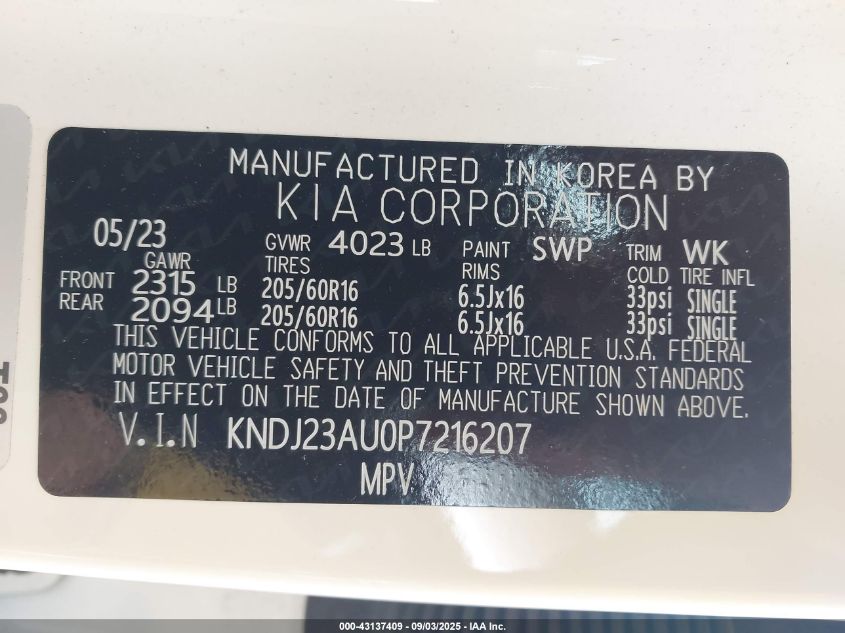 MANUFACTURED IN KOREA BY
KIA CORPORATION
05/23 GVWR 4023 LB PAINT SWP TRIM WK
GAWR TIRES RIMS COLD TIRE INFL
FRONT 2315 LB 205/60R16 6.5Jx16 33psi SINGLE
REAR 2094 LB 205/60R16 6.5Jx16 33psi SINGLE
THIS VEHICLE CONFORMS TO ALL APPLICABLE U.S.A. FEDERAL
MOTOR VEHICLE SAFETY AND THEFT PREVENTION STANDARDS
IN EFFECT ON THE DATE OF MANUFACTURE SHOWN ABOVE.
V.I.N KNDJ23AU0P7216207
MPV
000-43137409 - 09/03/2025 - IAA Inc.